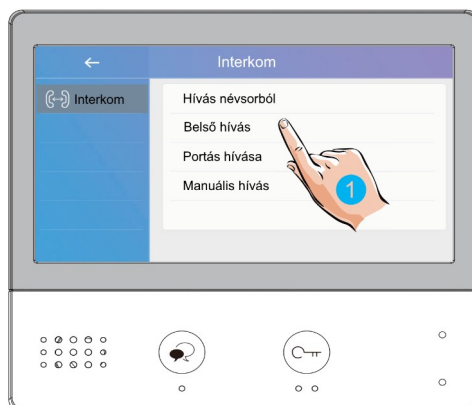 ←
Interkom
Interkom
Hívás névsorból
Belső hívás
Portás hívása
Manuális hívás
1